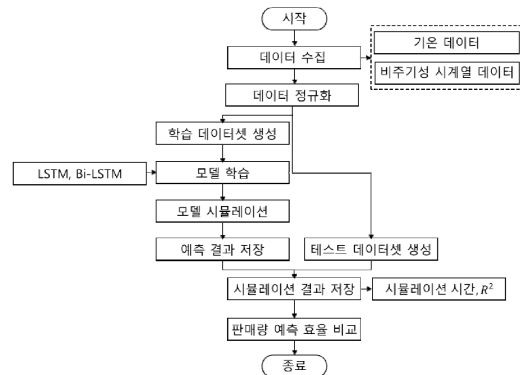 시작
데이터 수집
기온 데이터
비주기성 시계열 데이터
데이터 정규화
학습 데이터셋 생성
LSTM, Bi-LSTM
모델 학습
모델 시뮬레이션
예측 결과 저장
테스트 데이터셋 생성
시뮬레이션 결과 저장
시뮬레이션 시간, R²
판매량 예측 효율 비교
종료